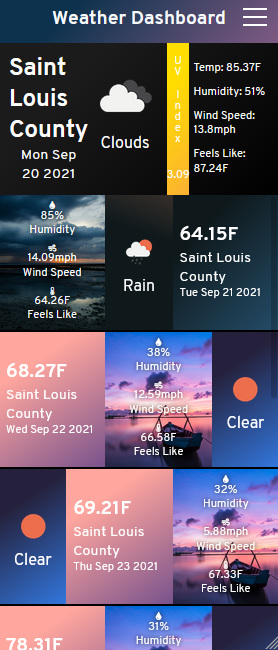 Weather Dashboard
Saint
Louis
County
Mon Sep
20 2021
Clouds
UV Index
3.09
Temp: 85.37F
Humidity: 51%
Wind Speed:
13.8mph
Feels Like:
87.24F
85%
Humidity
14.09mph
Wind Speed
64.26F
Feels Like
Rain
64.15F
Saint Louis
County
Tue Sep 21 2021
68.27F
Saint Louis
County
Wed Sep 22 2021
38%
Humidity
12.59mph
Wind Speed
66.58F
Feels Like
Clear
Clear
69.21F
Saint Louis
County
Thu Sep 23 2021
32%
Humidity
5.88mph
Wind Speed
67.33F
Feels Like
78.31F
31%
Humidity